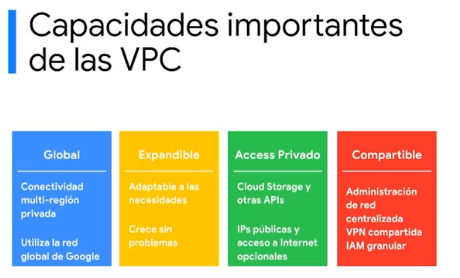 Capacidades importantes
de las VPC
Global
Conectividad
multi-región
privada
Utiliza la red
global de Google
Expandible
Adaptable a las
necesidades
Crece sin
problemas
Access Privado
Cloud Storage y
otras APIs
IPs públicas y
acceso a Internet
opcionales
Compartible
Administración
de red
centralizada
VPN compartida
IAM granular